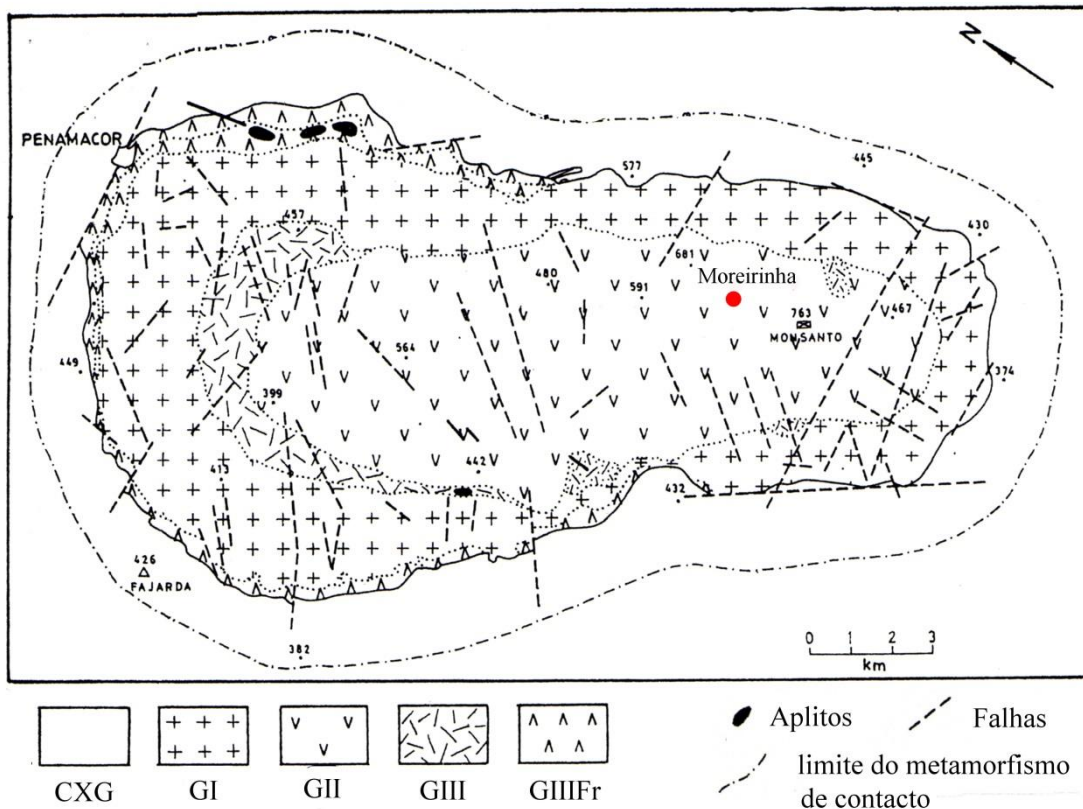 N
PENAMACOR
577
445
457
430
681
Moreirinha
480
591
763
467
MONSANTO
564
449
374
399
442
413
432
426
FAJARDA
0 1 2 3
km
382
CXG GI GII GIII GIIIFr
Aplitos Falhas
limite do metamorfismo
de contacto